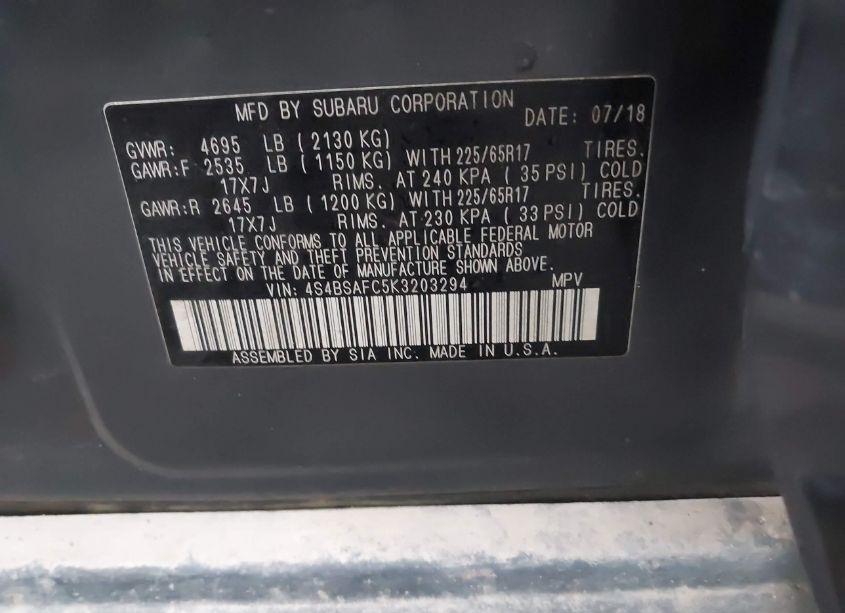 MFD BY SUBARU CORPORATION DATE: 07/18
GVWR: 4695 LB ( 2130 KG)
GAWR:F 2535 LB ( 1150 KG) WITH 225/65R17 TIRES.
17X7J RIMS. AT 240 KPA ( 35 PSI) COLD
GAWR:R 2645 LB ( 1200 KG) WITH 225/65R17 TIRES.
17X7J RIMS. AT 230 KPA ( 33 PSI) COLD
THIS VEHICLE CONFORMS TO ALL APPLICABLE FEDERAL MOTOR
VEHICLE SAFETY AND THEFT PREVENTION STANDARDS
IN EFFECT ON THE DATE OF MANUFACTURE SHOWN ABOVE.
VIN: 4S4BSAFC5K3203294 MPV
ASSEMBLED BY SIA INC. MADE IN U.S.A.